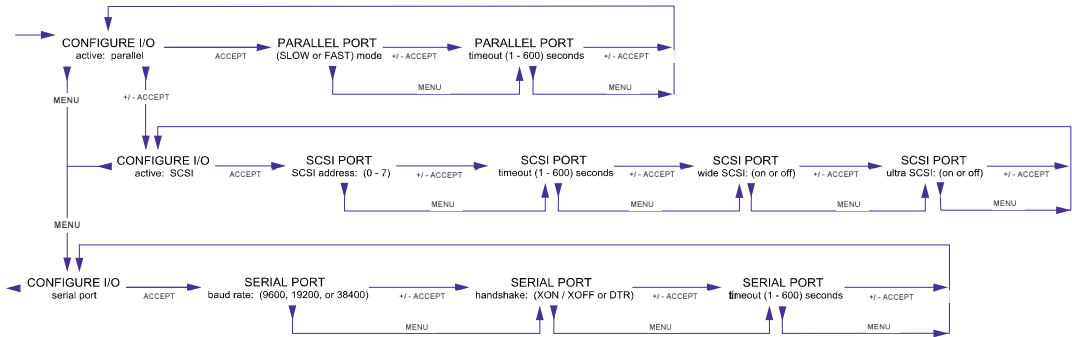 CONFIGURE I/O
active: parallel
ACCEPT
PARALLEL PORT
(SLOW or FAST) mode
+/- ACCEPT
PARALLEL PORT
timeout (1 - 600) seconds
+/- ACCEPT
MENU
MENU
MENU
+/ - ACCEPT
CONFIGURE I/O
active: SCSI
ACCEPT
SCSI PORT
SCSI address: (0 - 7)
+/ - ACCEPT
SCSI PORT
timeout (1 - 600) seconds
+/ - ACCEPT
SCSI PORT
wide SCSI: (on or off)
+/ - ACCEPT
SCSI PORT
ultra SCSI: (on or off)
+/ - ACCEPT
MENU
MENU
MENU
MENU
MENU
CONFIGURE I/O
serial port
ACCEPT
SERIAL PORT
baud rate: (9600, 19200, or 38400)
+/ - ACCEPT
SERIAL PORT
handshake: (XON / XOFF or DTR)
+/ - ACCEPT
SERIAL PORT
timeout (1 - 600) seconds
+/ - ACCEPT
MENU
MENU
MENU